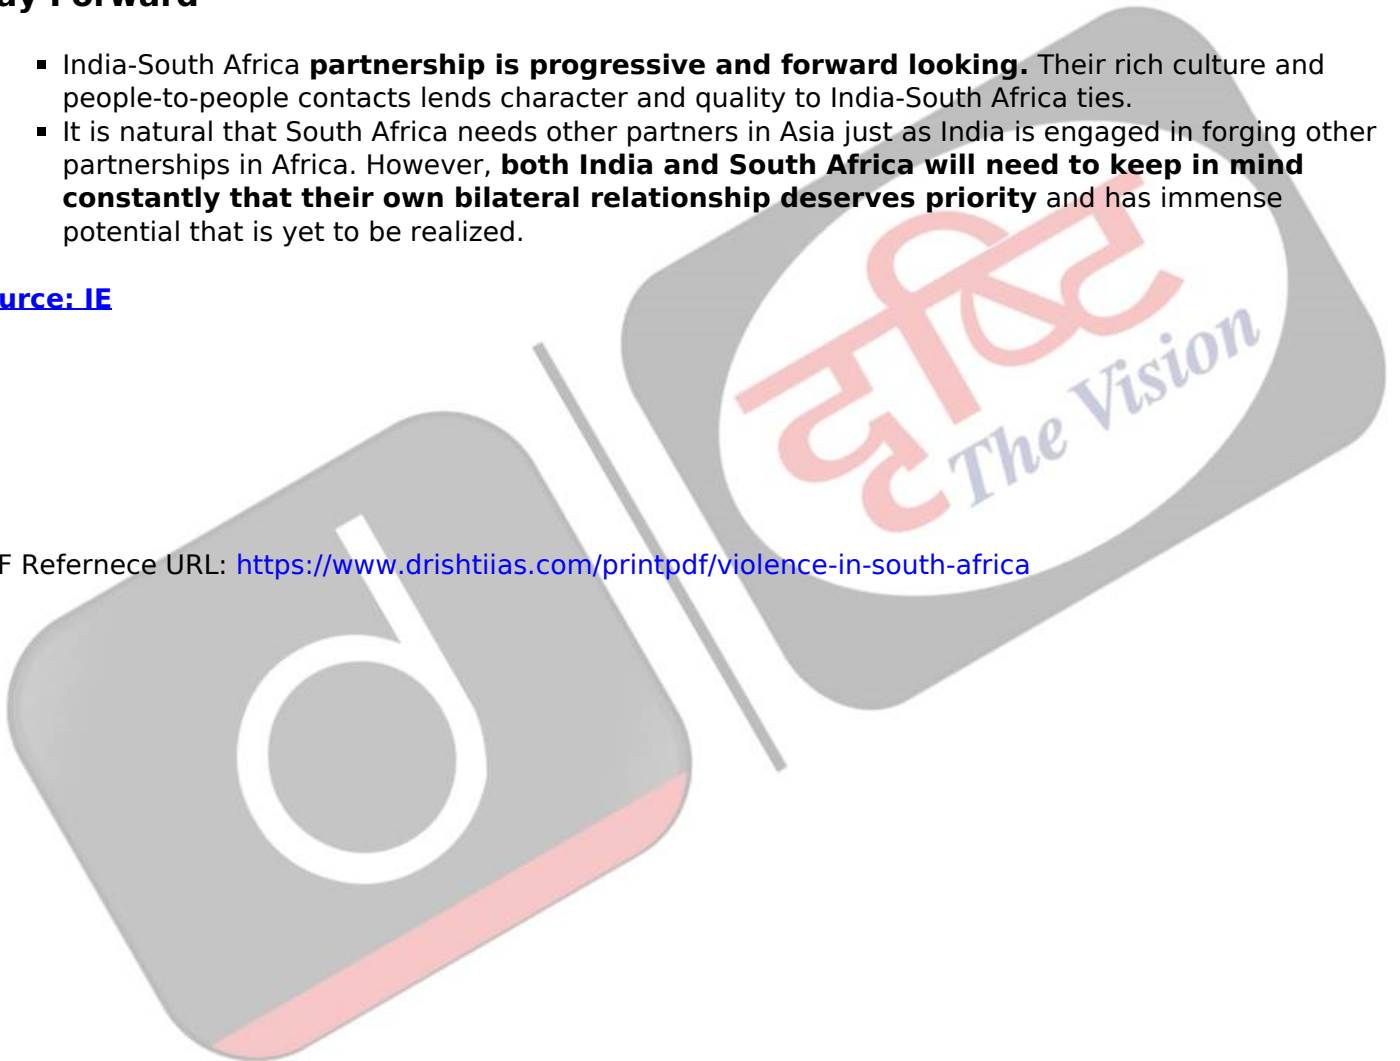 ay Forward
▪ India-South Africa partnership is progressive and forward looking. Their rich culture and
people-to-people contacts lends character and quality to India-South Africa ties.
▪ It is natural that South Africa needs other partners in Asia just as India is engaged in forging other
partnerships in Africa. However, both India and South Africa will need to keep in mind
constantly that their own bilateral relationship deserves priority and has immense
potential that is yet to be realized.
urce: IE
दृष्टि
The Vision
d
F Refernece URL: https://www.drishtiias.com/printpdf/violence-in-south-africa